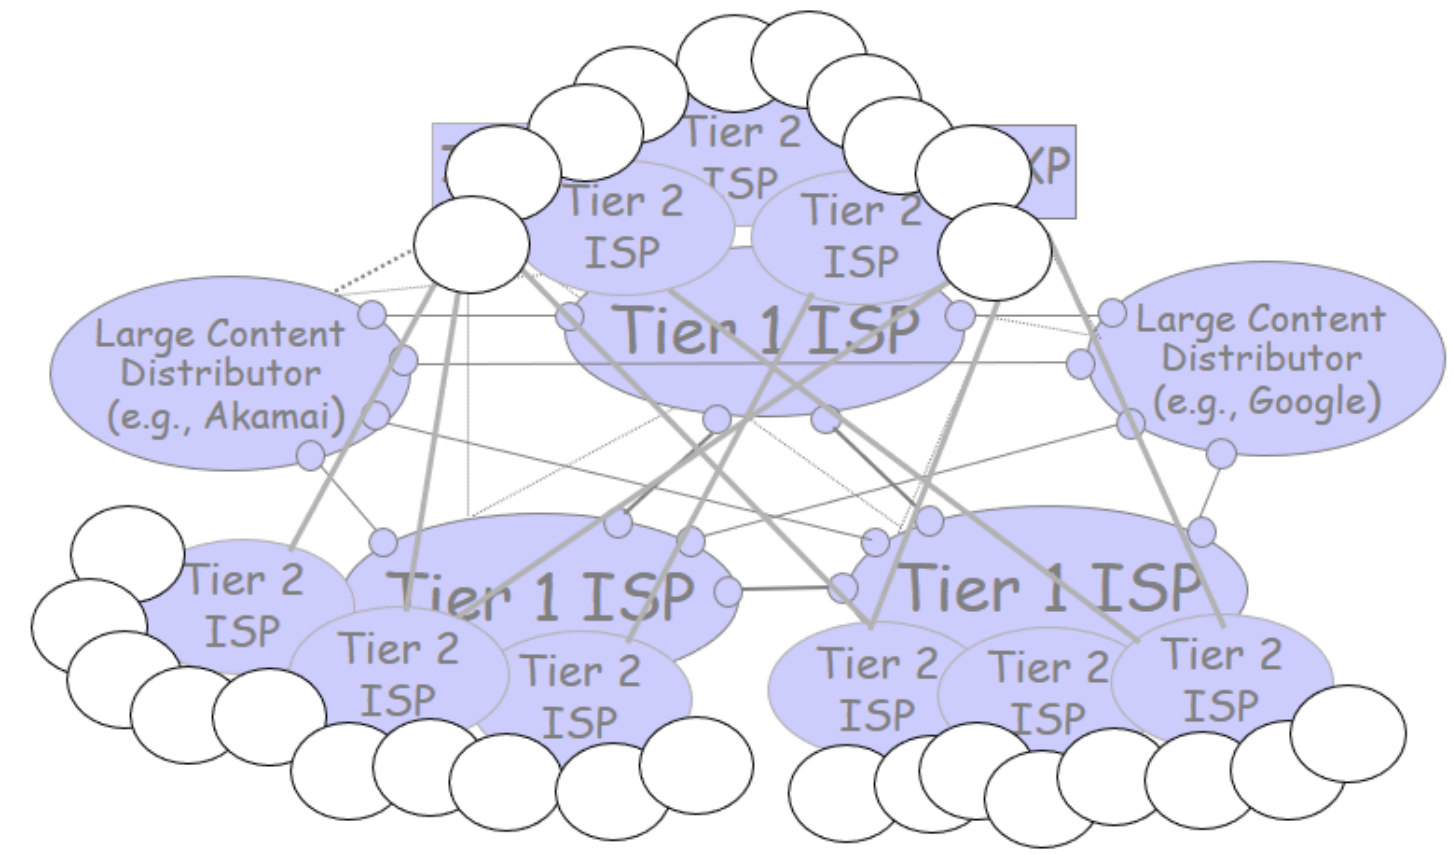 Tier 2
ISP
Tier 2
ISP
Tier 2
ISP
Tier 1 ISP
Large Content
Distributor
(e.g., Akamai)
Large Content
Distributor
(e.g., Google)
Tier 1 ISP
Tier 1 ISP
Tier 2
ISP
Tier 2
ISP
Tier 2
ISP
Tier 2
ISP
Tier 2
ISP
Tier 2
ISP